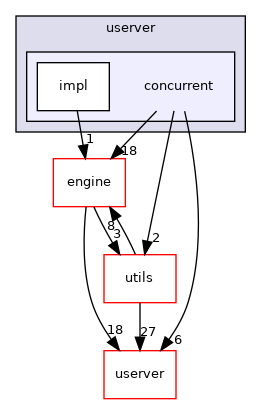 userver
impl
concurrent
1
18
engine
8
3
2
utils
18
27
6
userver